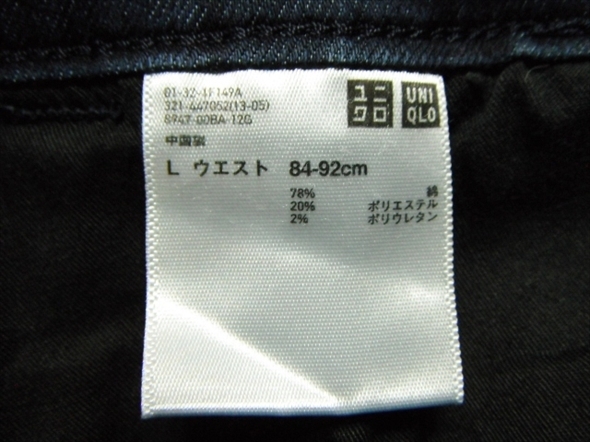 01-32-1F149A
321-447052(13-05)
8947-00BA-12G
ユニ
クロ
UNI
QLO
中国製
L ウエスト 84-92cm
78% 綿
20% ポリエステル
2% ポリウレタン